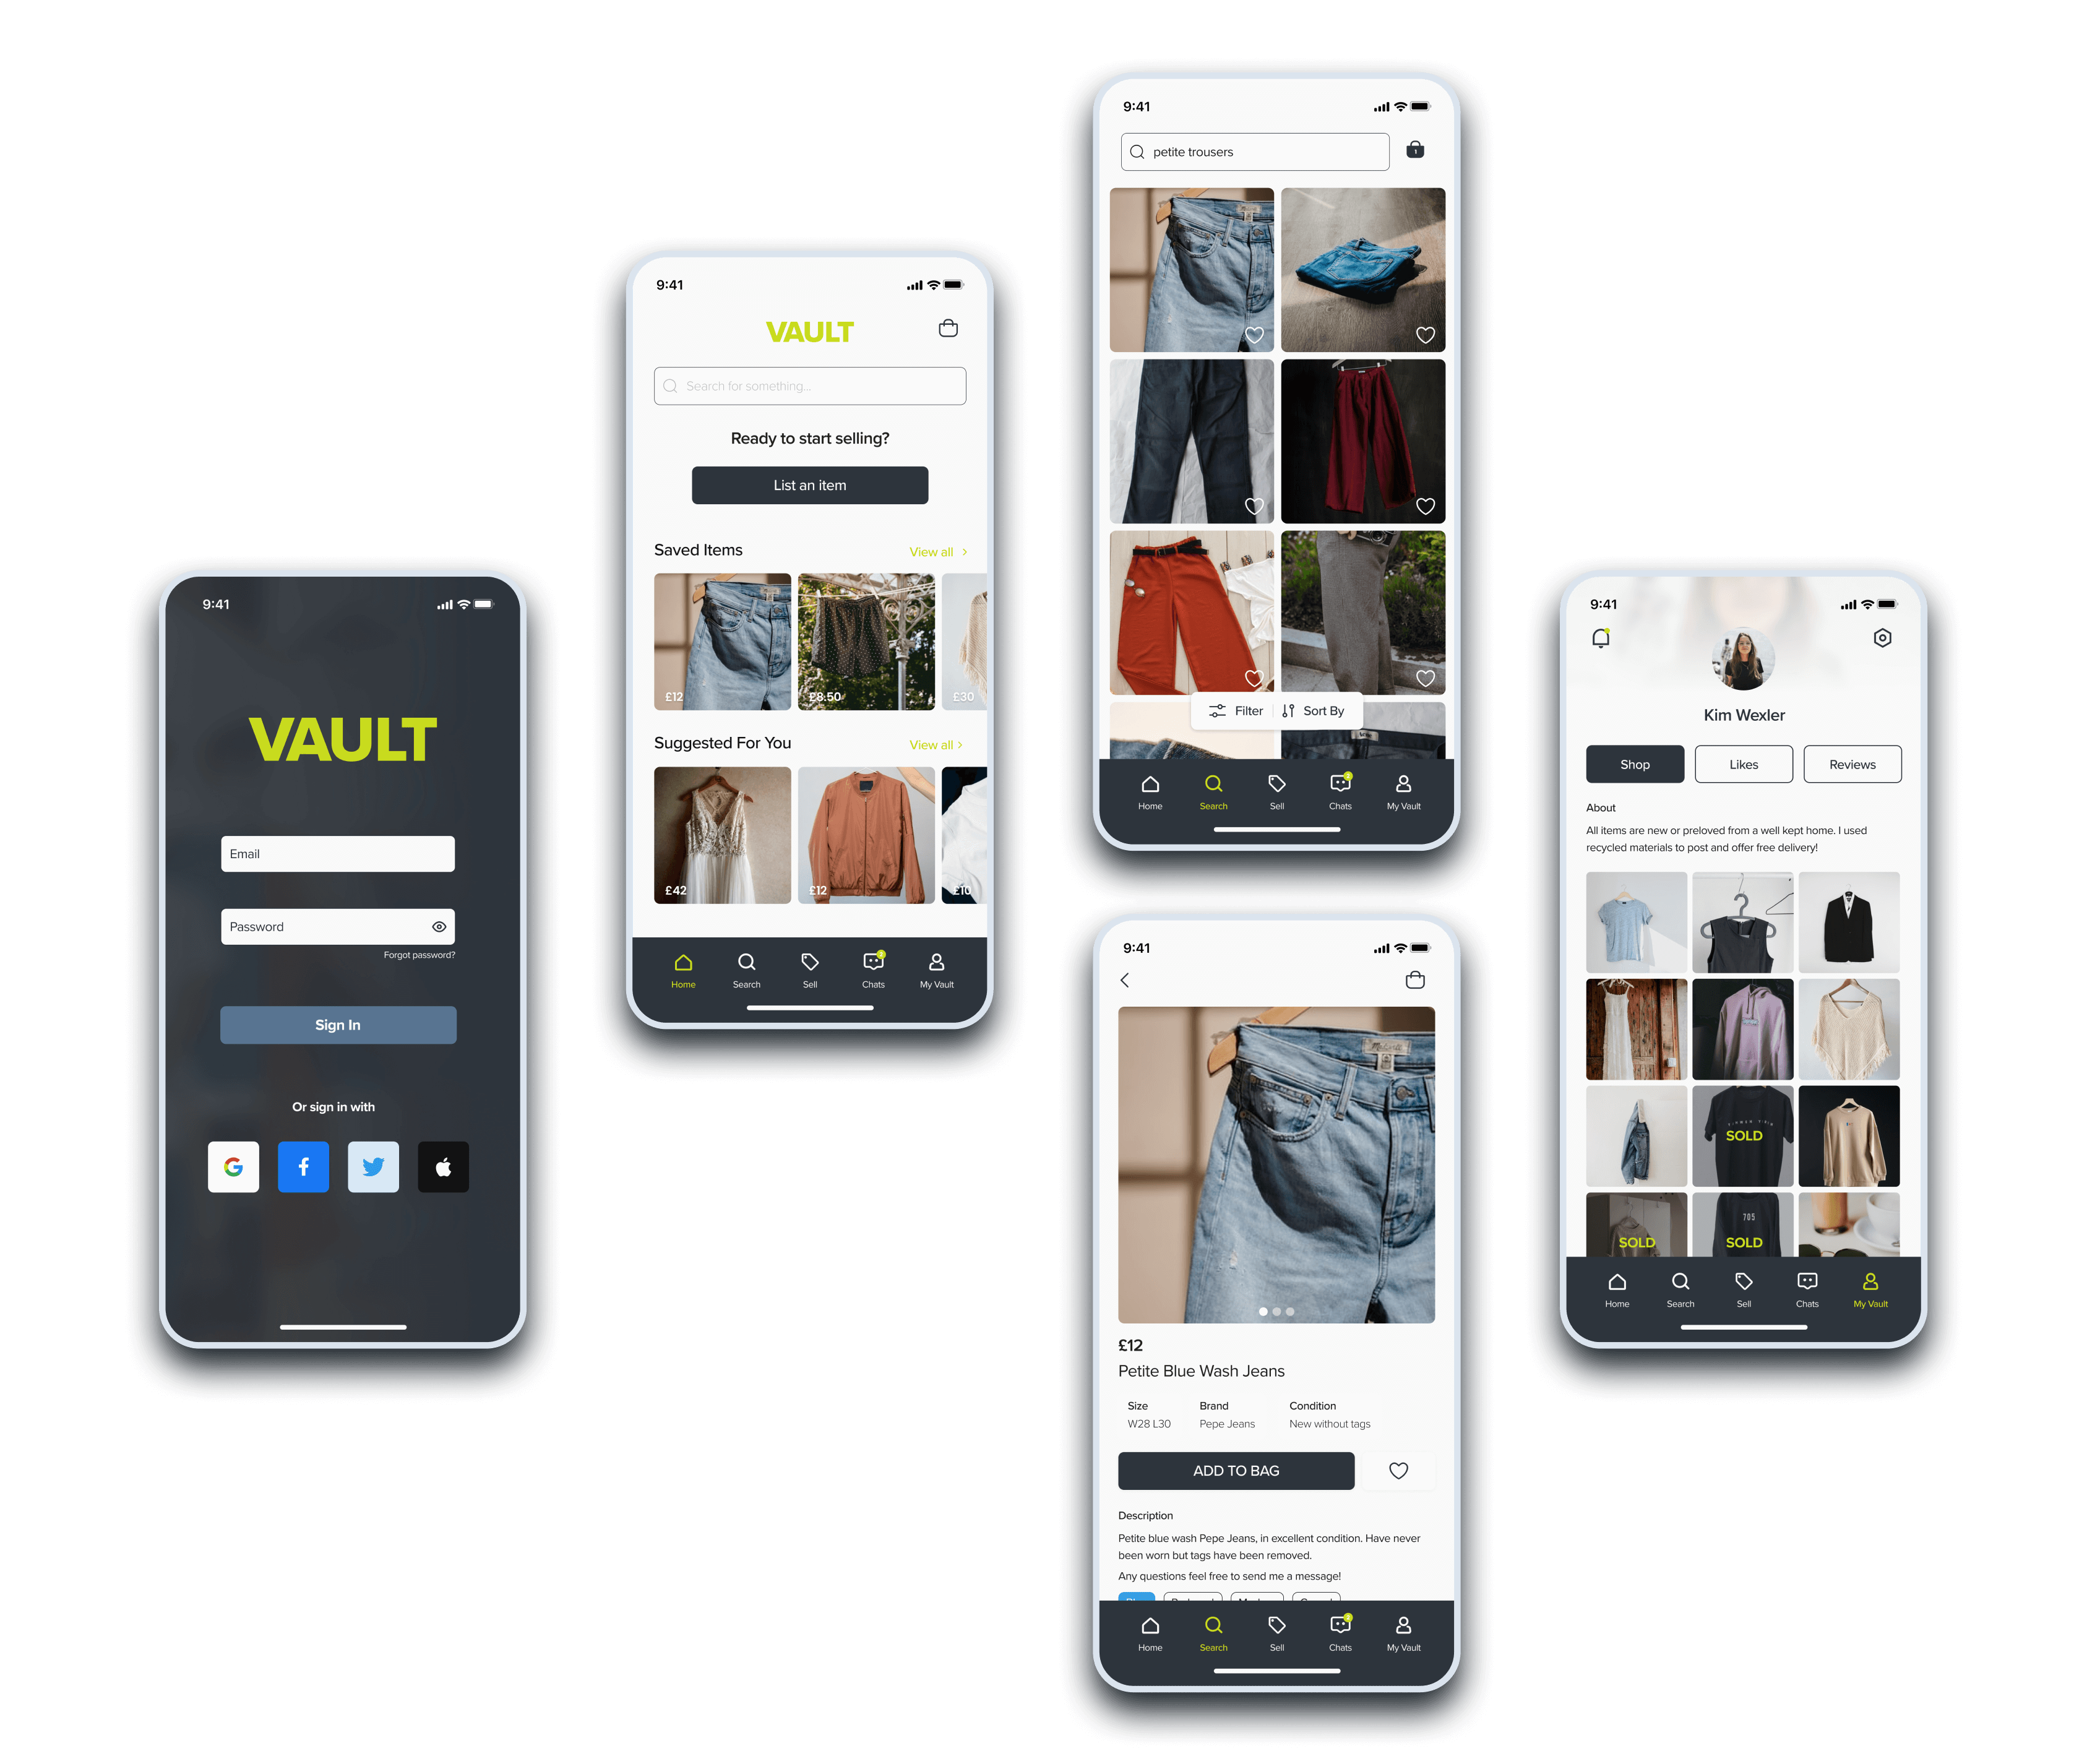 9:41
VAULT
Email
Password
Forgot password?
Sign In
Or sign in with
9:41
VAULT
Search for something...
Ready to start selling?
List an item
Saved Items
View all
£12
£8.50
£30
Suggested For You
View all
£42
£12
£10
Home
Search
Sell
Chats
My Vault
9:41
petite trousers
1
Filter
Sort By
Home
Search
Sell
Chats
My Vault
9:41
£12
Petite Blue Wash Jeans
Size
Brand
Condition
W28 L30
Pepe Jeans
New without tags
ADD TO BAG
Description
Petite blue wash Pepe Jeans, in excellent condition. Have never
been worn but tags have been removed.
Any questions feel free to send me a message!
Home
Search
Sell
Chats
My Vault
9:41
Kim Wexler
Shop
Likes
Reviews
About
All items are new or preloved from a well kept home. I used
recycled materials to post and offer free delivery!
SOLD
705
SOLD
SOLD
Home
Search
Sell
Chats
My Vault